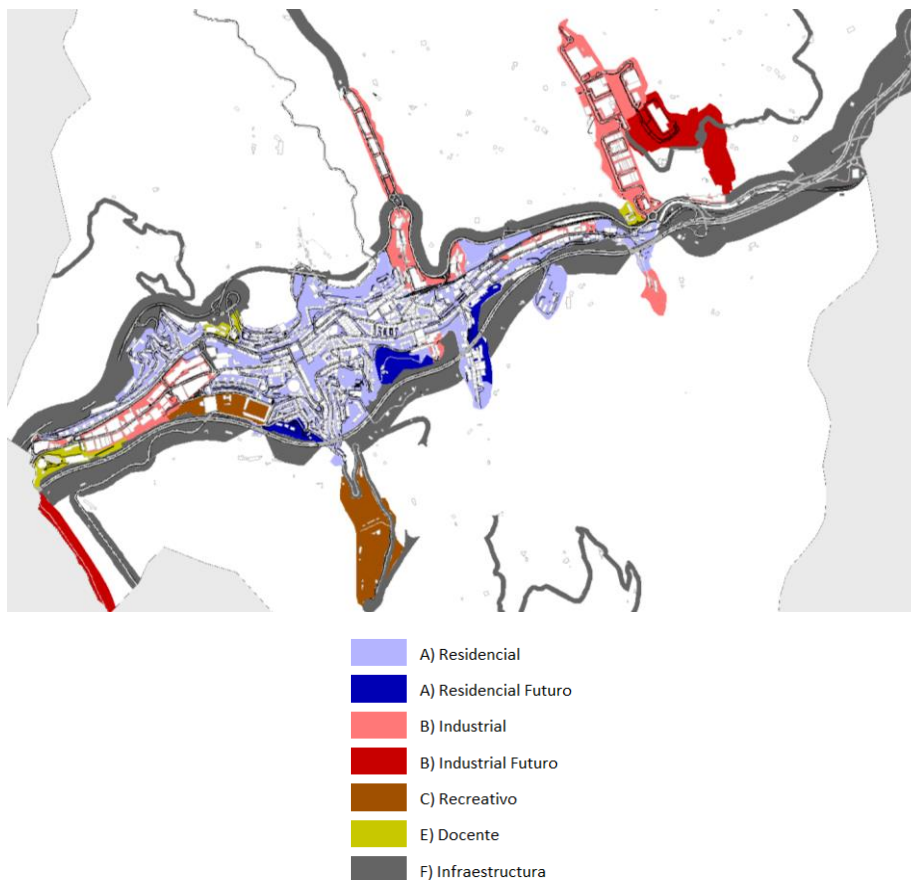 A) Residencial
A) Residencial Futuro
B) Industrial
B) Industrial Futuro
C) Recreativo
E) Docente
F) Infraestructura